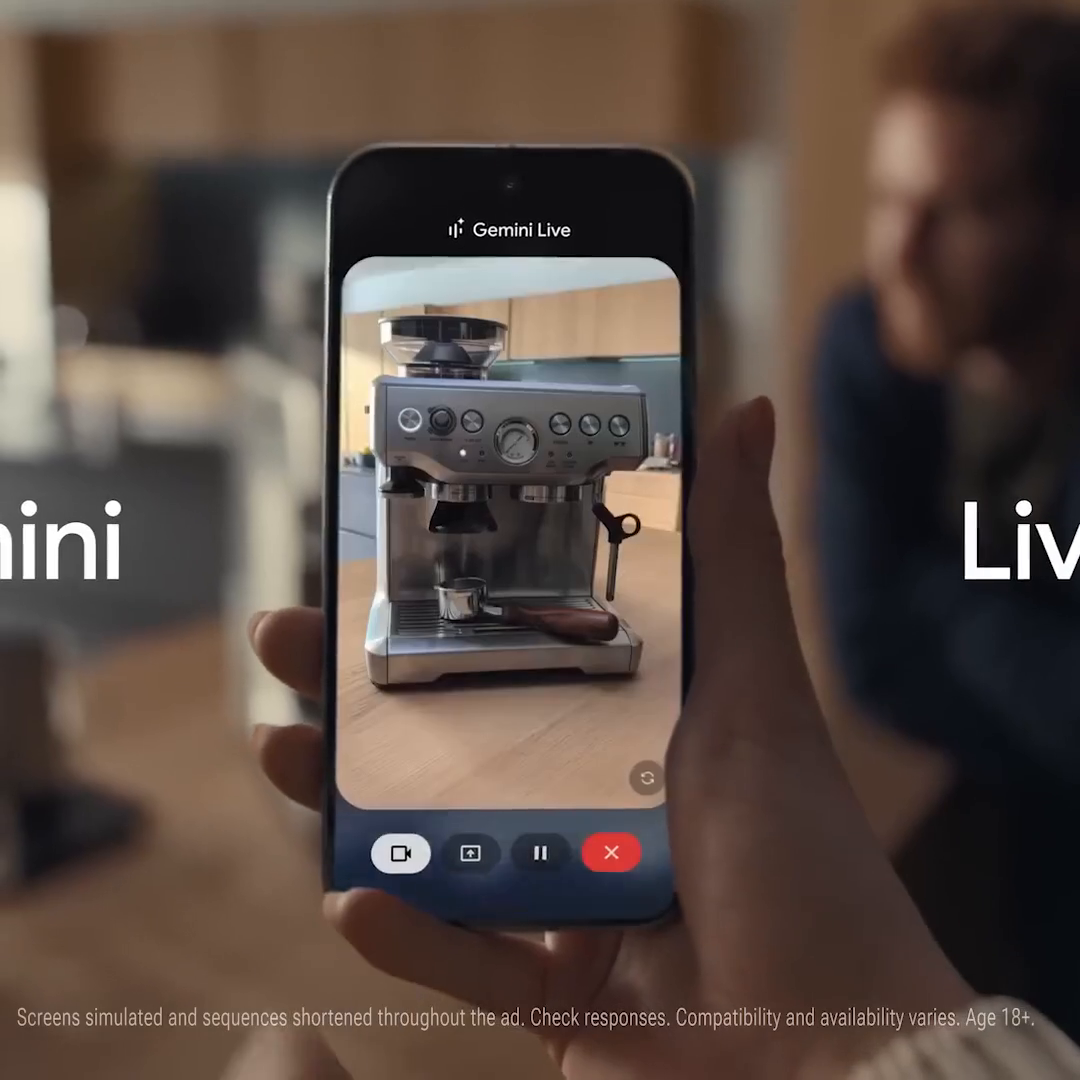 Gemini Live
ini
Liv
Screens simulated and sequences shortened throughout the ad. Check responses. Compatibility and availability varies. Age 18+.